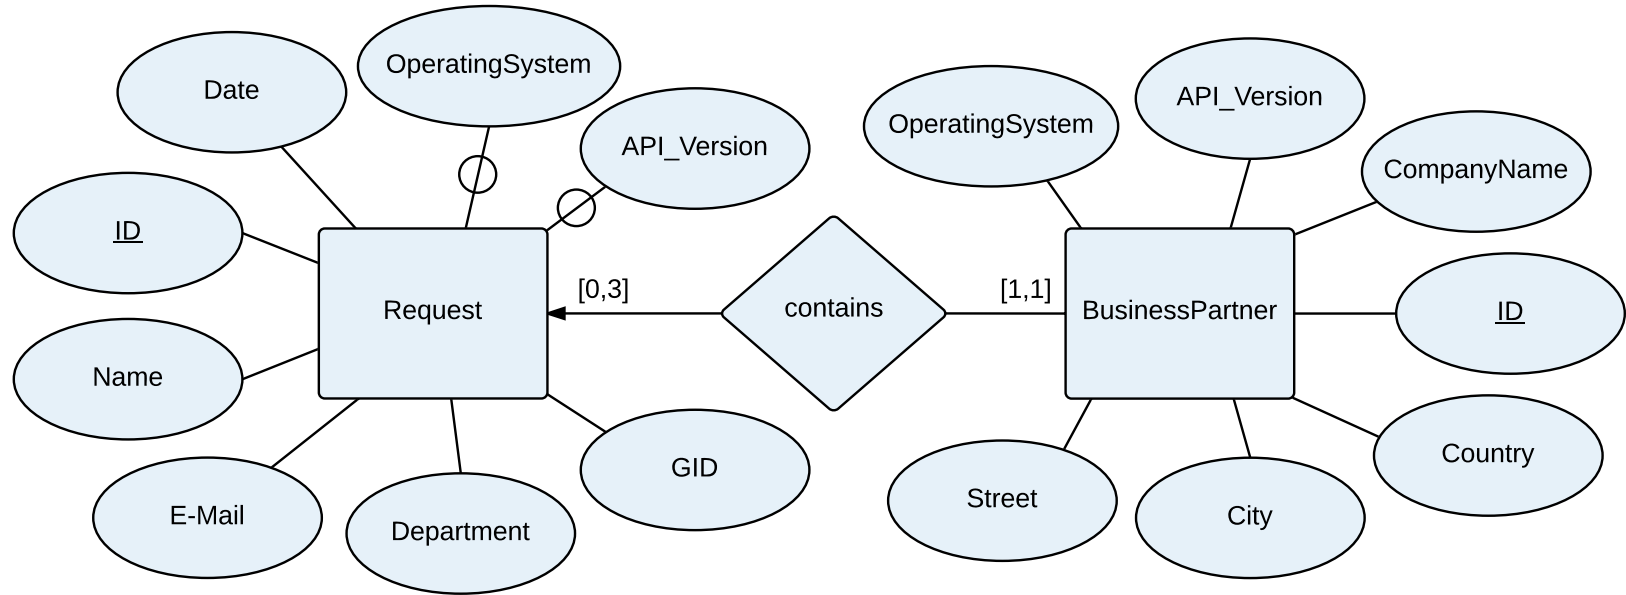 OperatingSystem
Date
API_Version
ID
Request
Name
E-Mail
Department
GID
[0,3]
contains
[1,1]
OperatingSystem
API_Version
CompanyName
BusinessPartner
ID
Country
Street
City